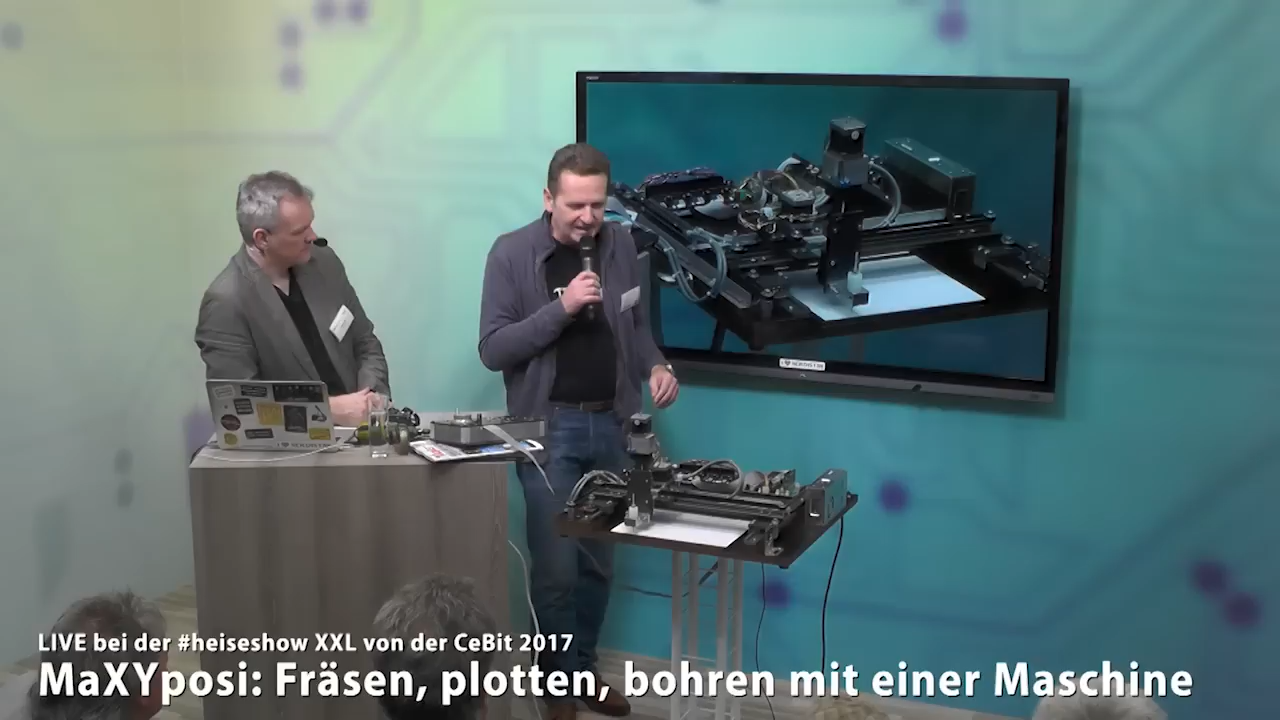 LIVE bei der #heiseshow XXL von der CeBit 2017
MaXYposi: Fräsen, plotten, bohren mit einer Maschine